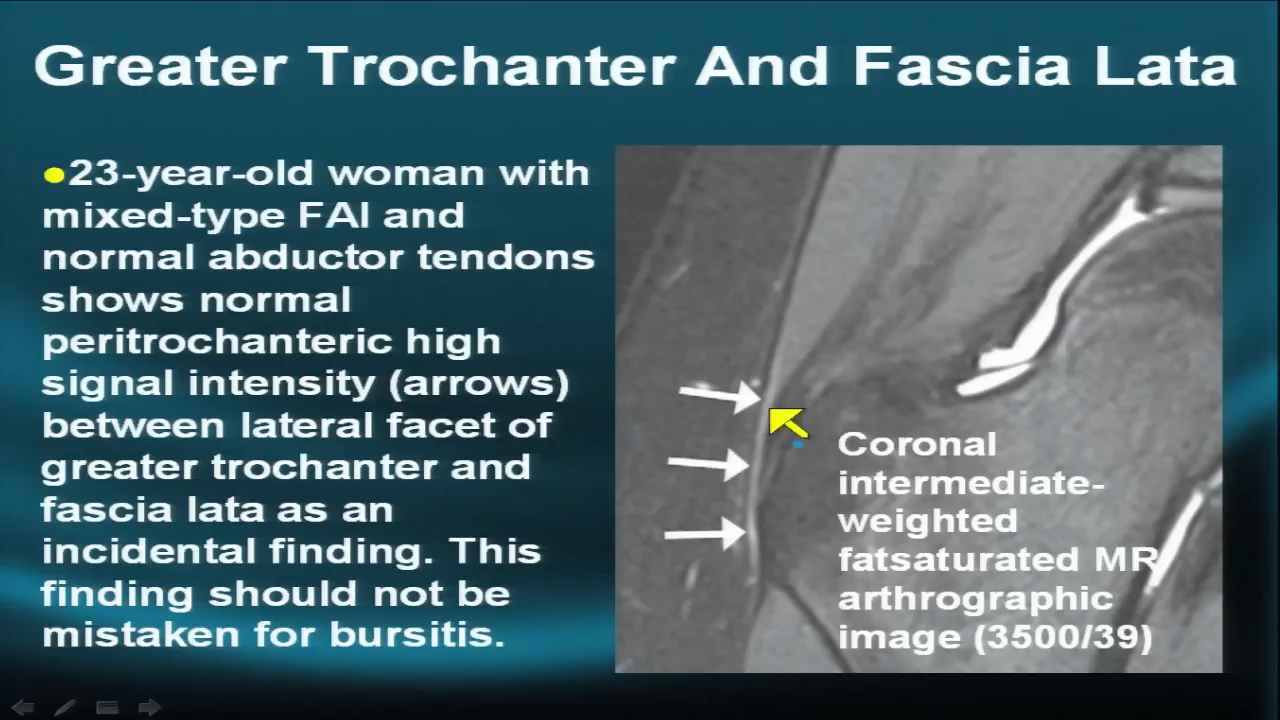 Greater Trochanter And Fascia Lata
●23-year-old woman with
mixed-type FAI and
normal abductor tendons
shows normal
peritrochanteric high
signal intensity (arrows)
between lateral facet of
greater trochanter and
fascia lata as an
incidental finding. This
finding should not be
mistaken for bursitis.
Coronal
intermediate-
weighted
fatsaturated MR
arthrographic
image (3500/39)